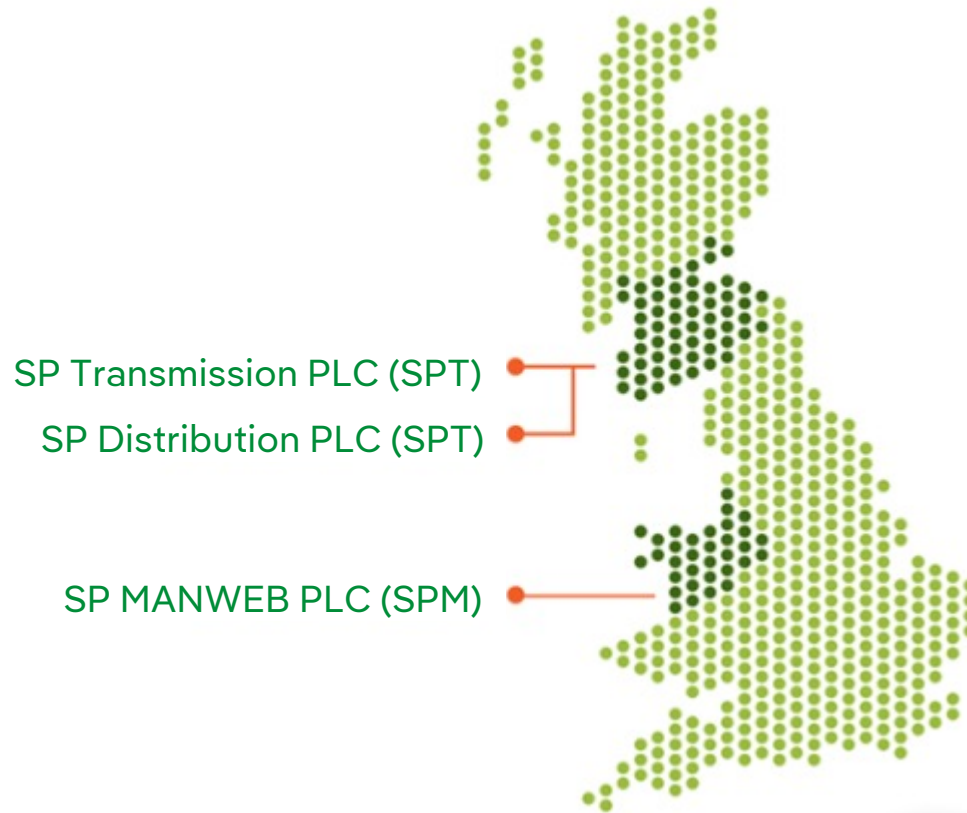 SP Transmission PLC (SPT)
SP Distribution PLC (SPT)
SP MANWEB PLC (SPM)